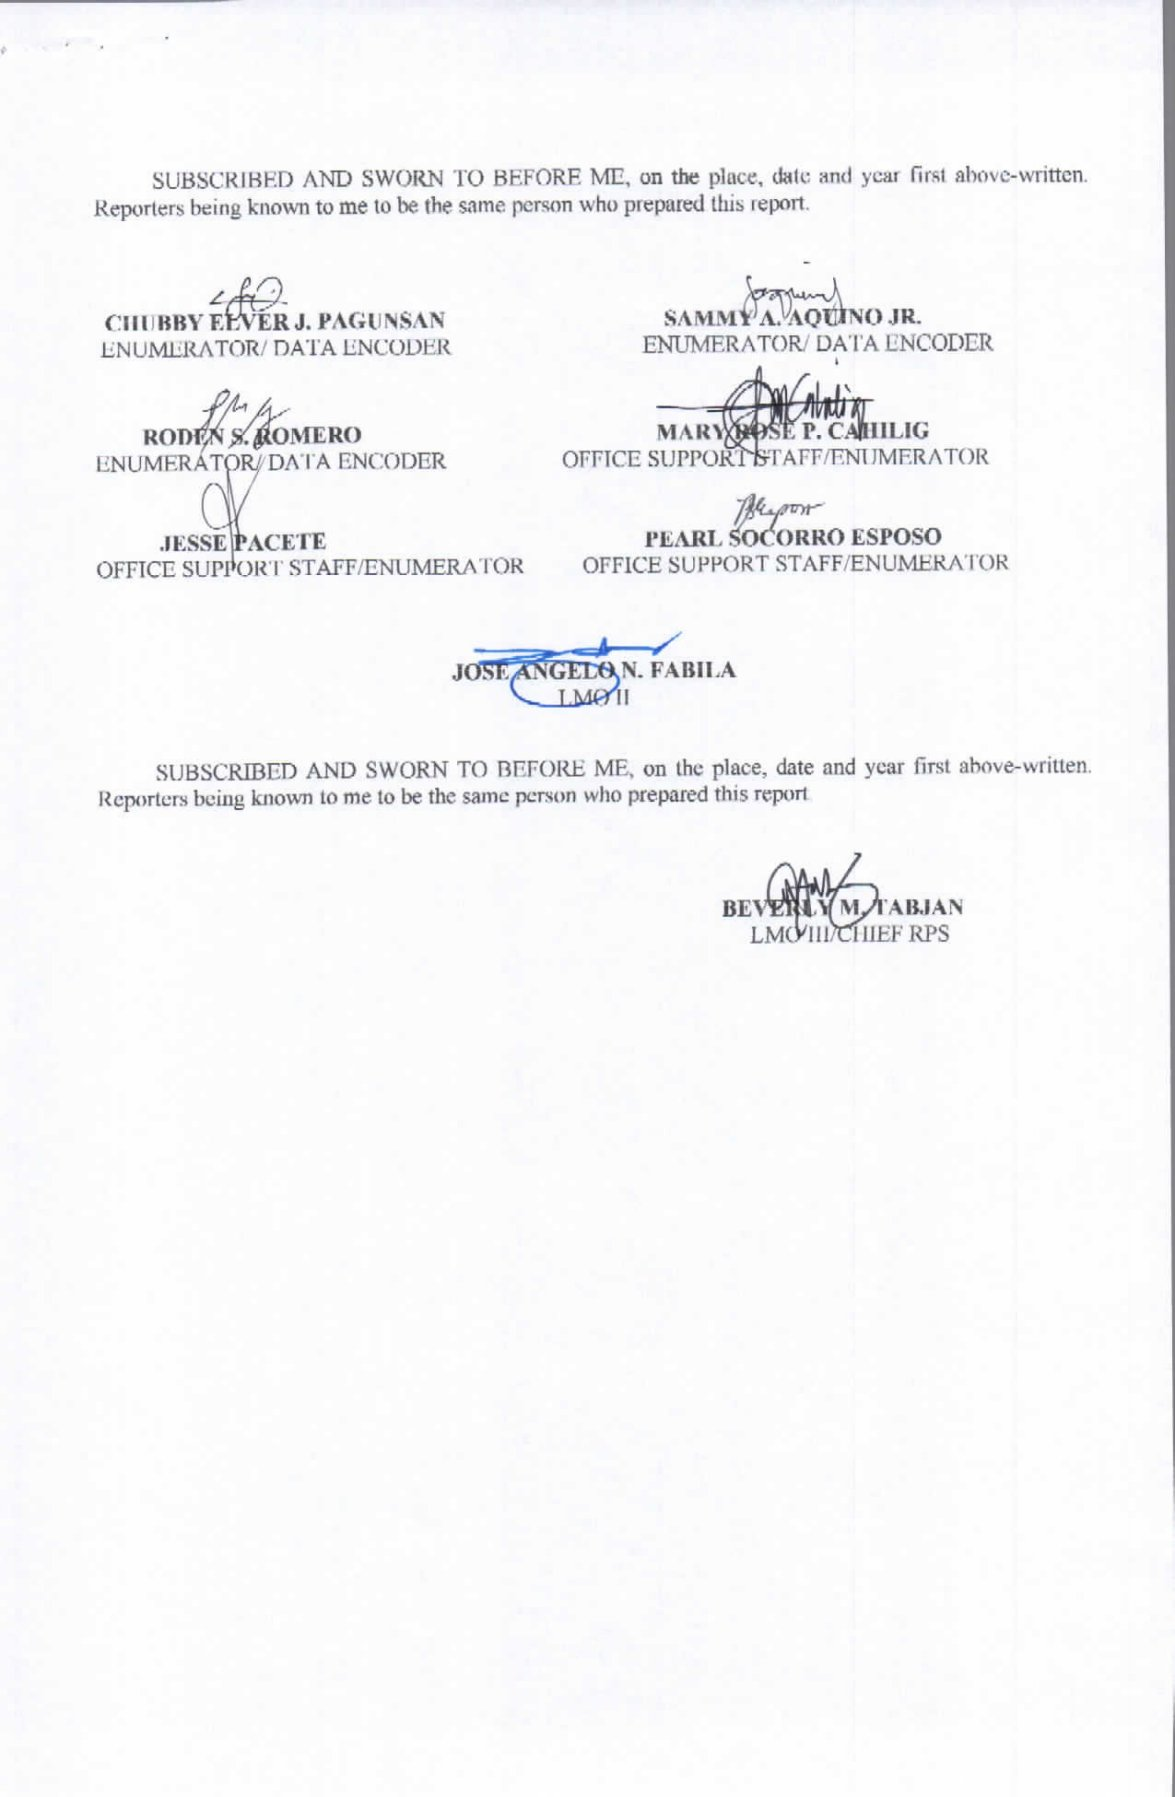 SUBSCRIBED AND SWORN TO BEFORE ME, on the place, date and year first above-written.
Reporters being known to me to be the same person who prepared this report.
CHUBBY ELVER J. PAGUNSAN
ENUMERATOR/ DATA ENCODER
SAMMY A. AQUINO JR.
ENUMERATOR/ DATA ENCODER
RODEN S. ROMERO
ENUMERATOR/ DATA ENCODER
MARY ROSE P. CAHILIG
OFFICE SUPPORT STAFF/ENUMERATOR
JESSE PACETE
OFFICE SUPPORT STAFF/ENUMERATOR
PEARL SOCORRO ESPOSO
OFFICE SUPPORT STAFF/ENUMERATOR
JOSE ANGELO N. FABILA
LMO II
SUBSCRIBED AND SWORN TO BEFORE ME, on the place, date and year first above-written.
Reporters being known to me to be the same person who prepared this report
BEVERLY M. TABJAN
LMO III/CHIEF RPS